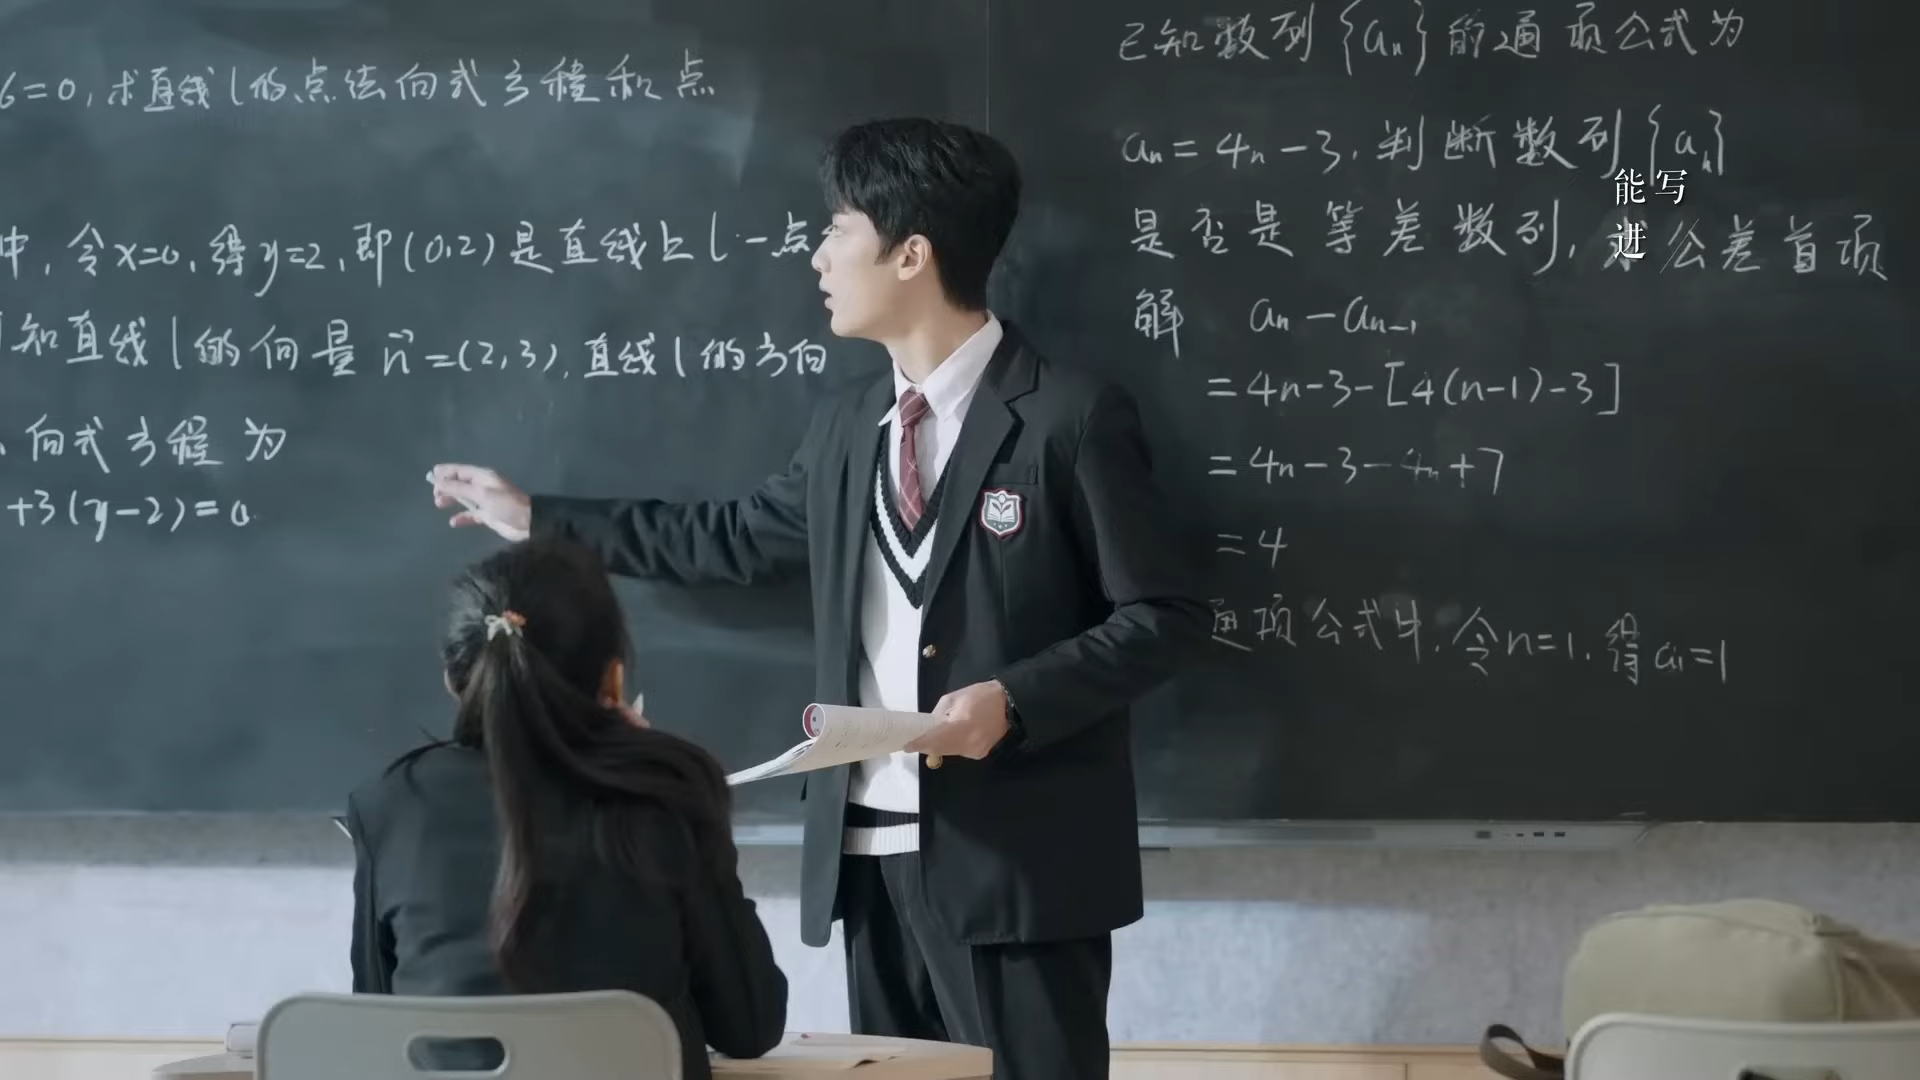 6=0,求直线l的点法向式方程和点
中,令x=0,得y=2,即(0,2)是直线上l一点
知直线l的向量n⃗=(2,3),直线l的方向
向式方程为
+3(y-2)=0
已知数列{aₙ}的通项公式为
aₙ=4n-3,判断数列{aₙ}
是否是等差数列,求公差首项
解 aₙ-aₙ₋₁
=4n-3-[4(n-1)-3]
=4n-3-4n+7
=4
通项公式中,令n=1,得a₁=1
能写
进